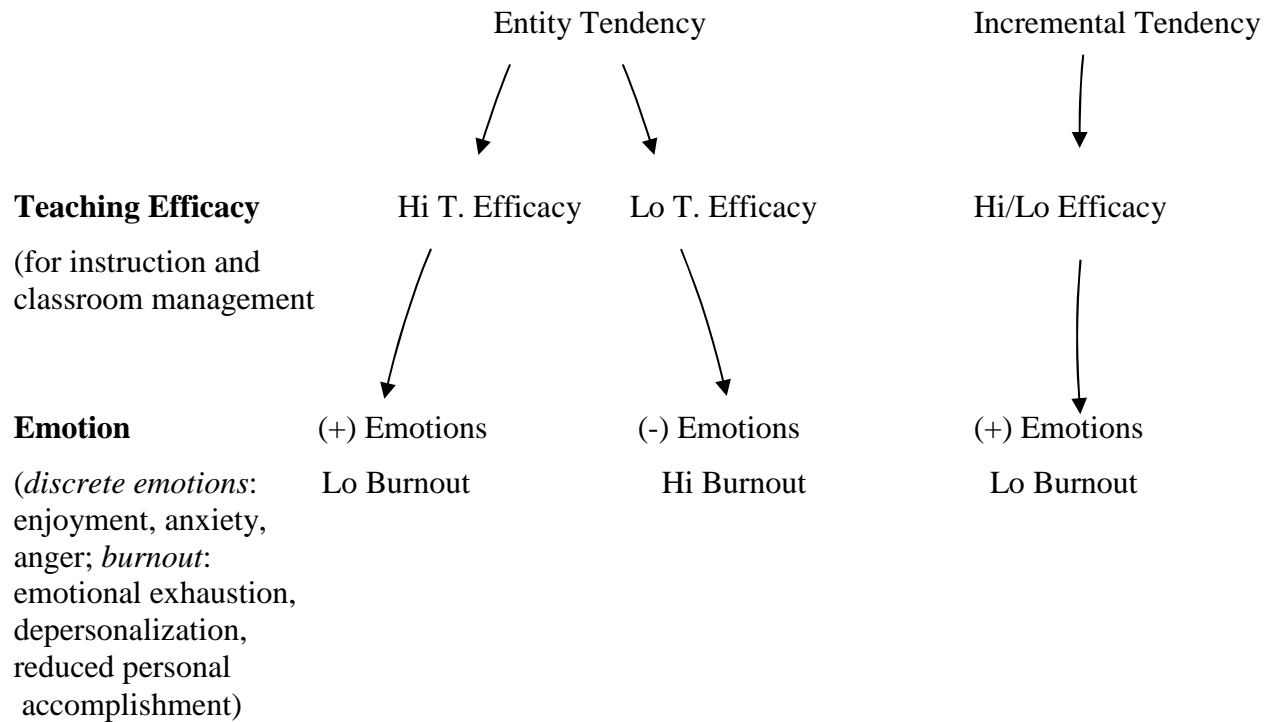 Entity Tendency Incremental Tendency
Teaching Efficacy Hi T. Efficacy Lo T. Efficacy Hi/Lo Efficacy
(for instruction and
classroom management
Emotion (+) Emotions (-) Emotions (+) Emotions
(discrete emotions: Lo Burnout Hi Burnout Lo Burnout
enjoyment, anxiety,
anger; burnout:
emotional exhaustion,
depersonalization,
reduced personal
accomplishment)